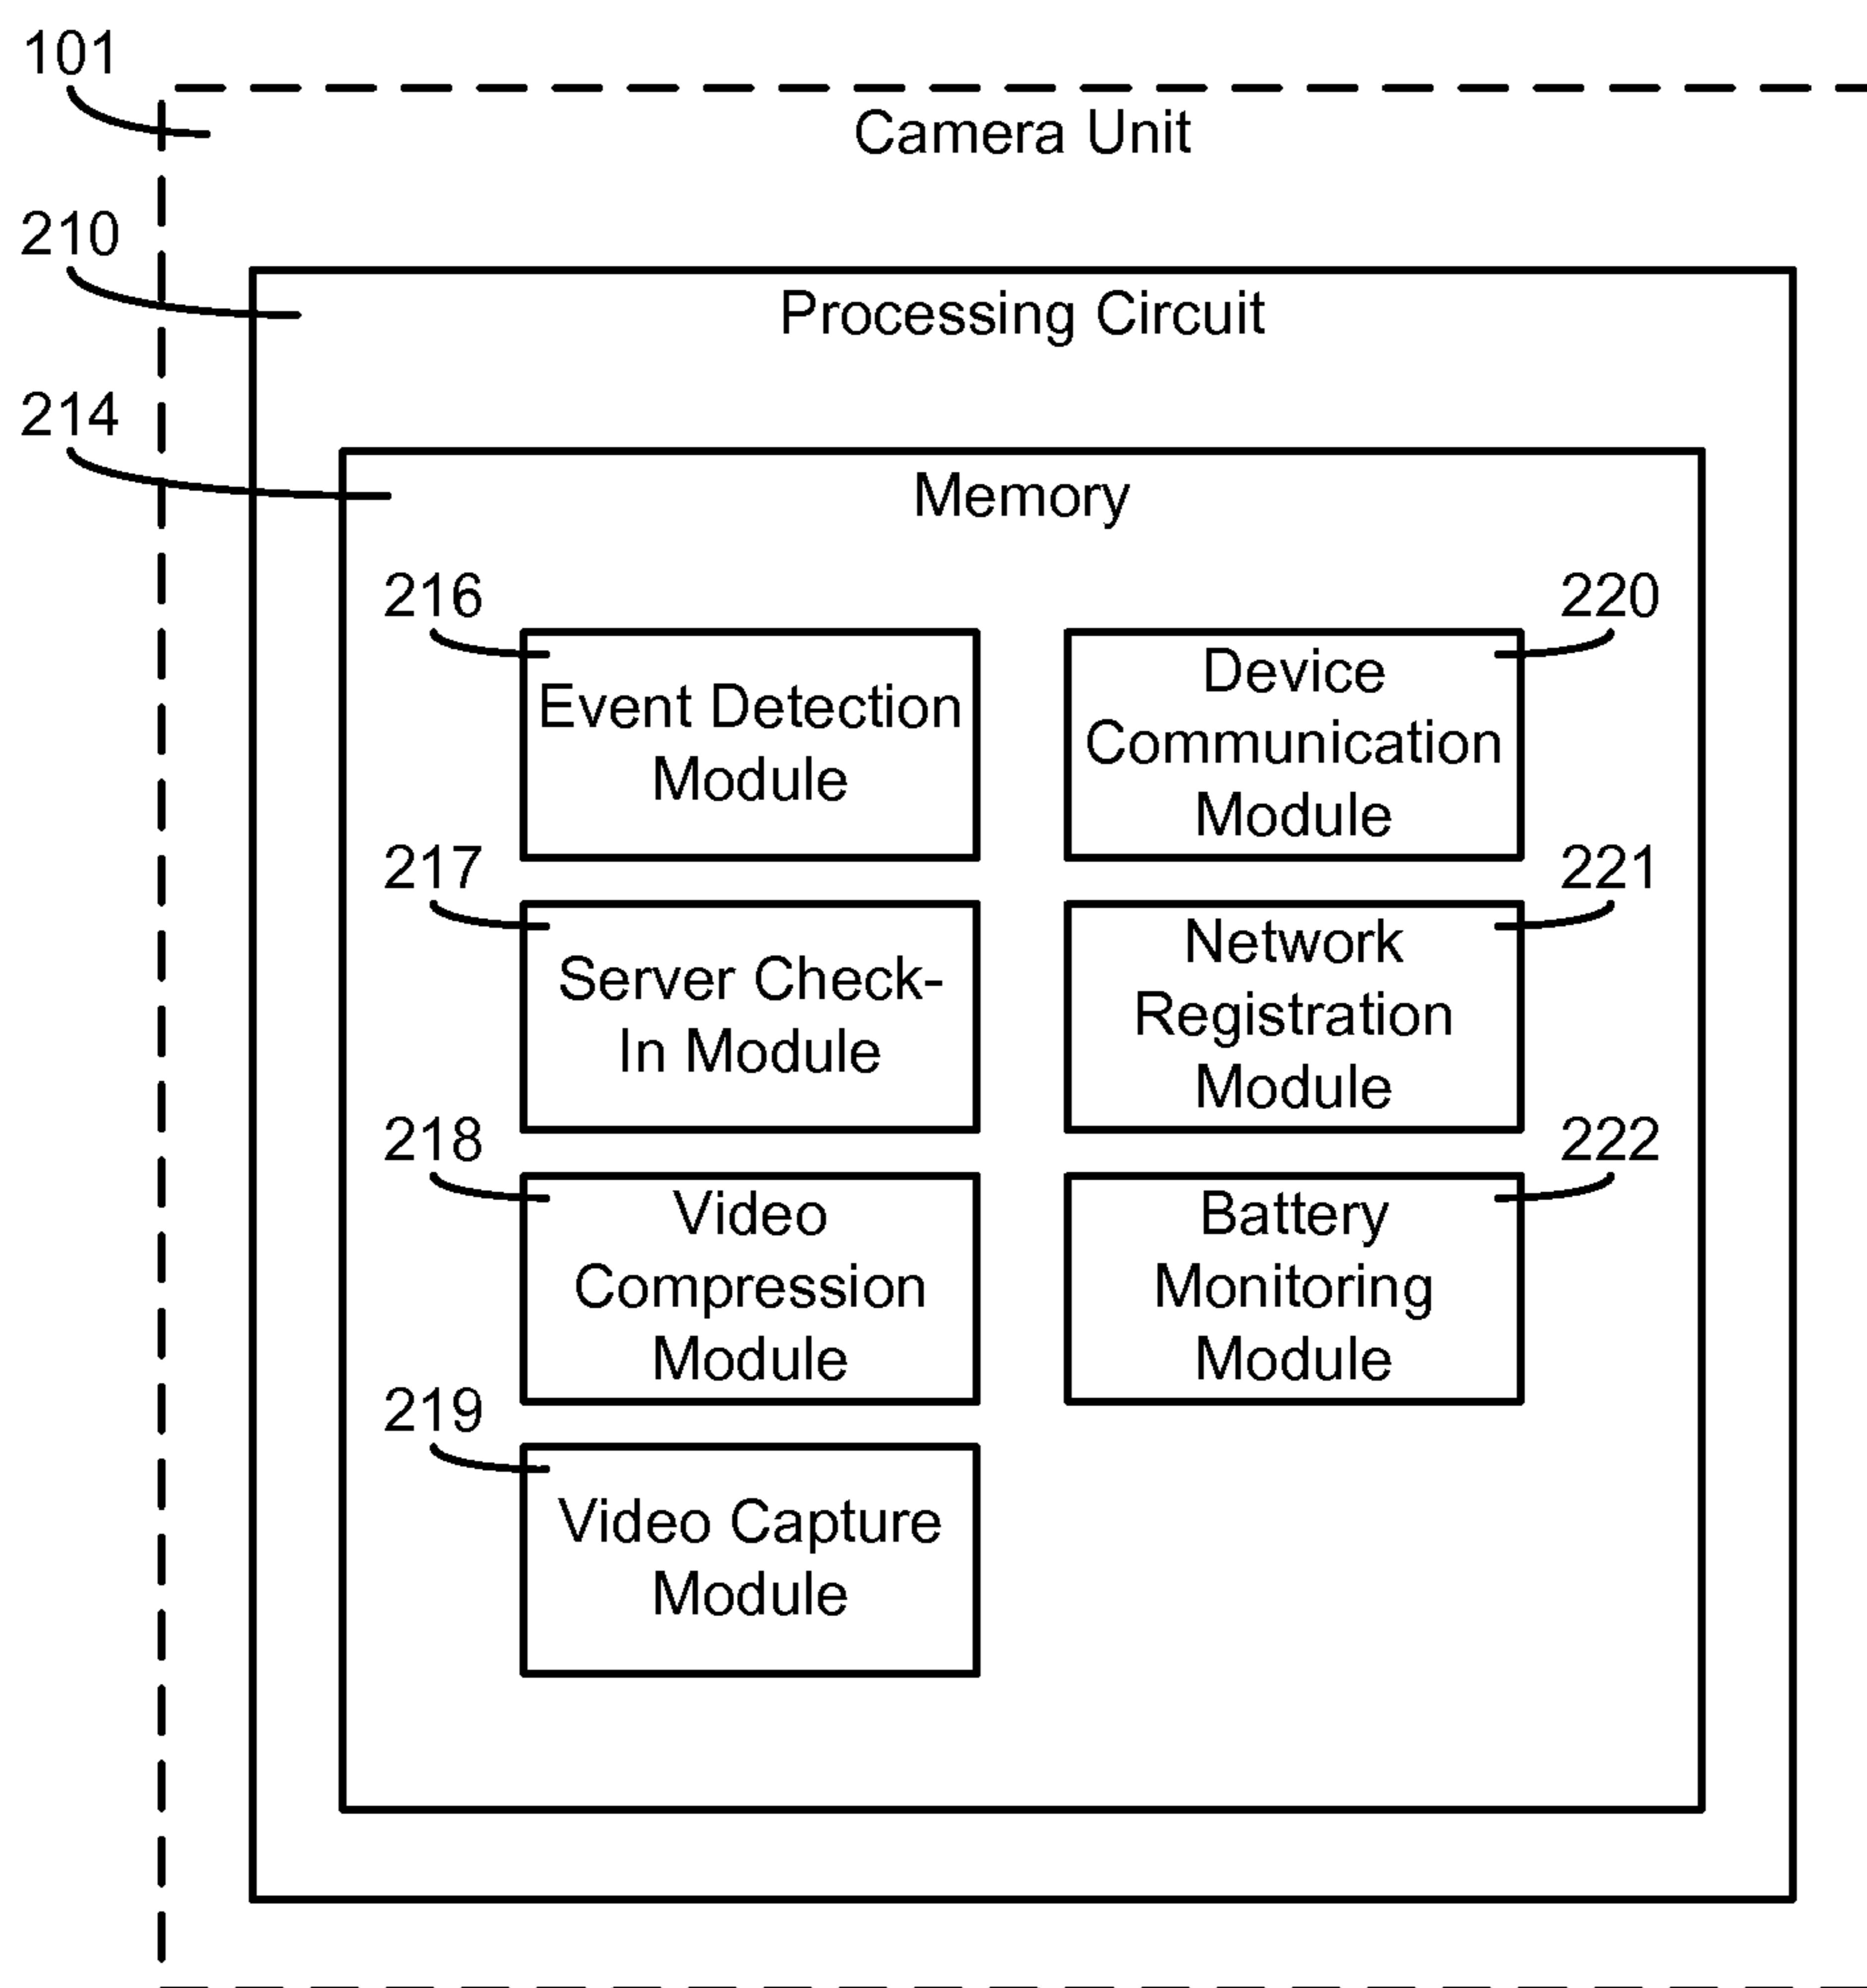 101
Camera Unit
210
Processing Circuit
214
Memory
216
Event Detection
Module
217
Server Check-
In Module
218
Video
Compression
Module
219
Video Capture
Module
220
Device
Communication
Module
221
Network
Registration
Module
222
Battery
Monitoring
Module